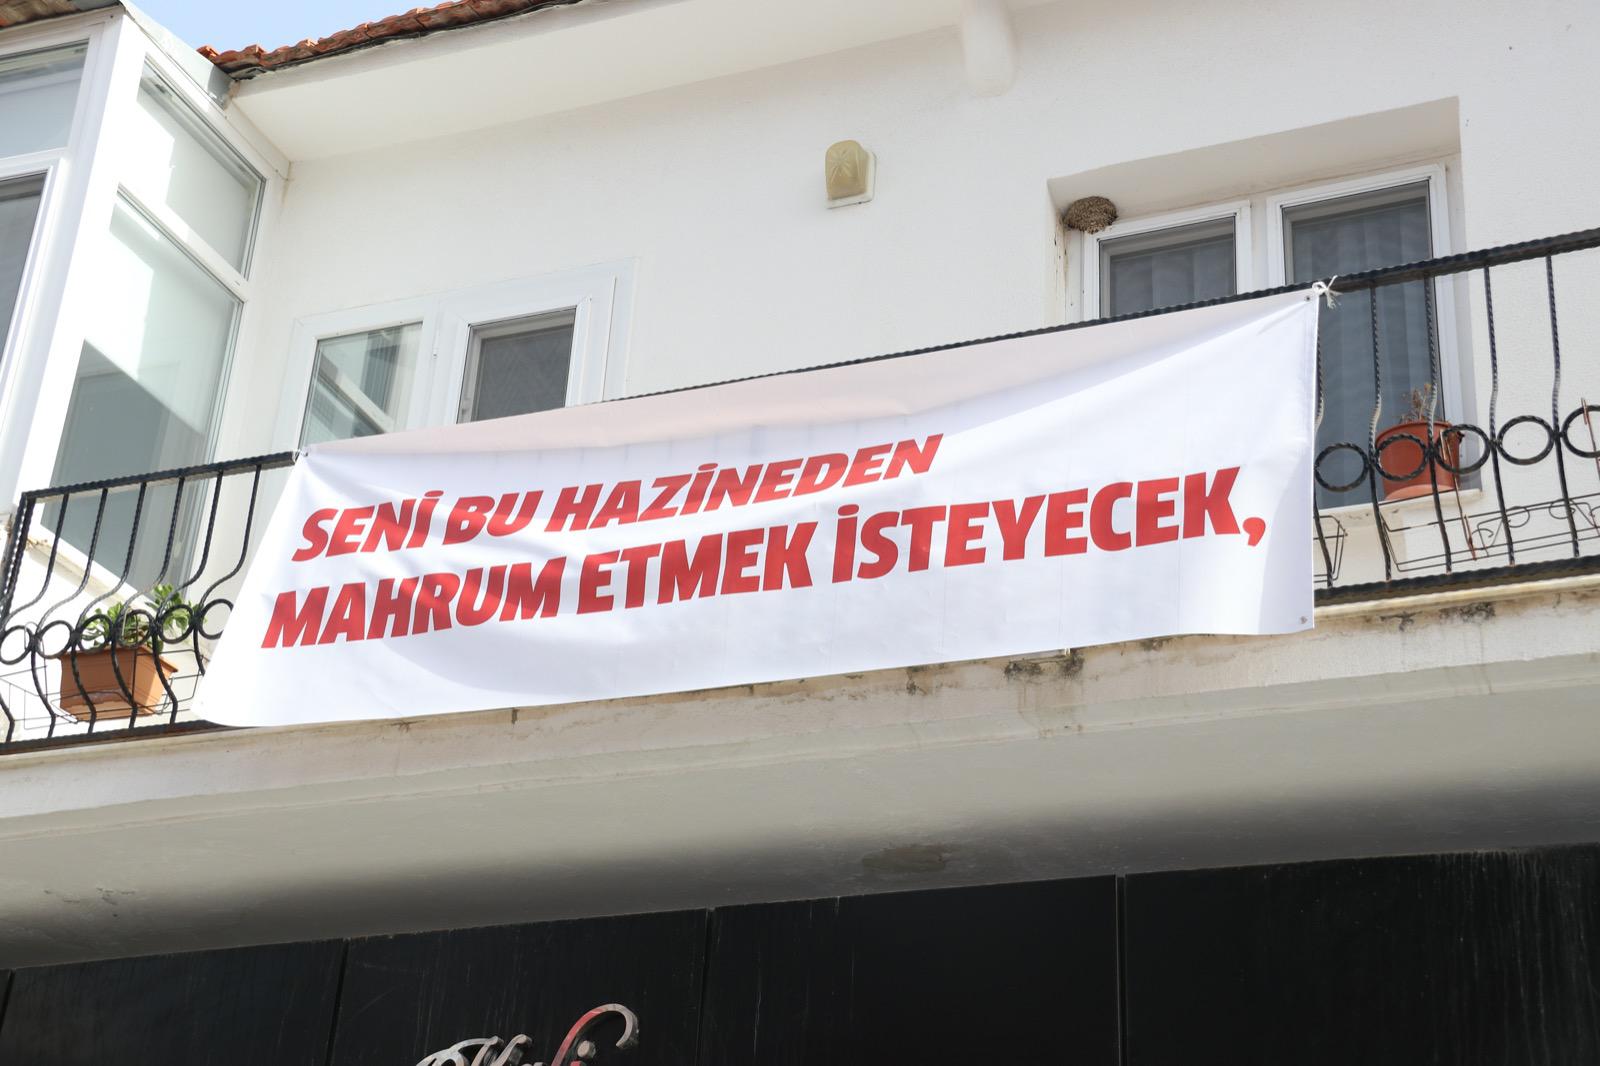 SENİ BU HAZİNEDEN
MAHRUM ETMEK İSTEYECEK,